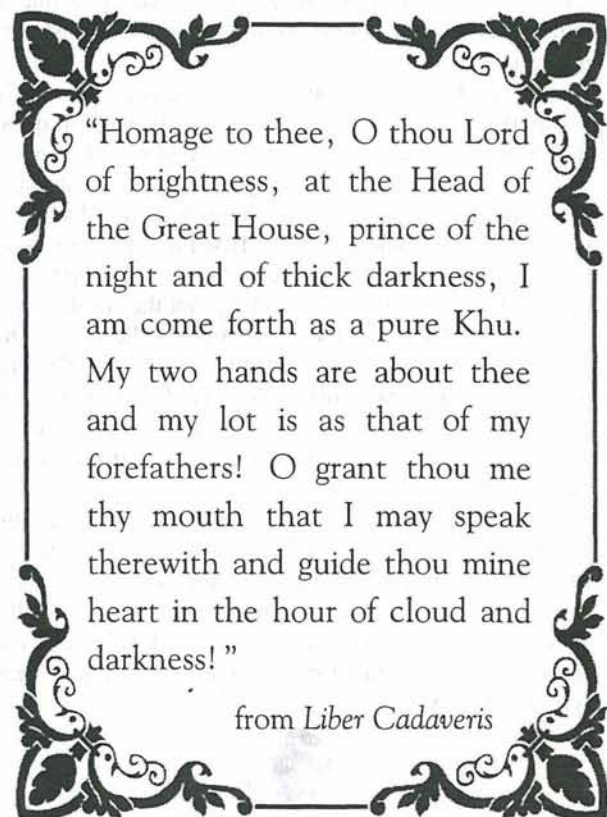 “Homage to thee, O thou Lord
of brightness, at the Head of
the Great House, prince of the
night and of thick darkness, I
am come forth as a pure Khu.
My two hands are about thee
and my lot is as that of my
forefathers! O grant thou me
thy mouth that I may speak
therewith and guide thou mine
heart in the hour of cloud and
darkness! ”
from Liber Cadaveris